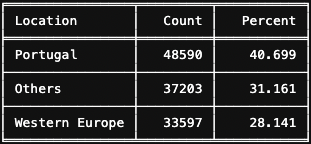 Location Count Percent
Portugal 48590 40.699
Others 37203 31.161
Western Europe 33597 28.141